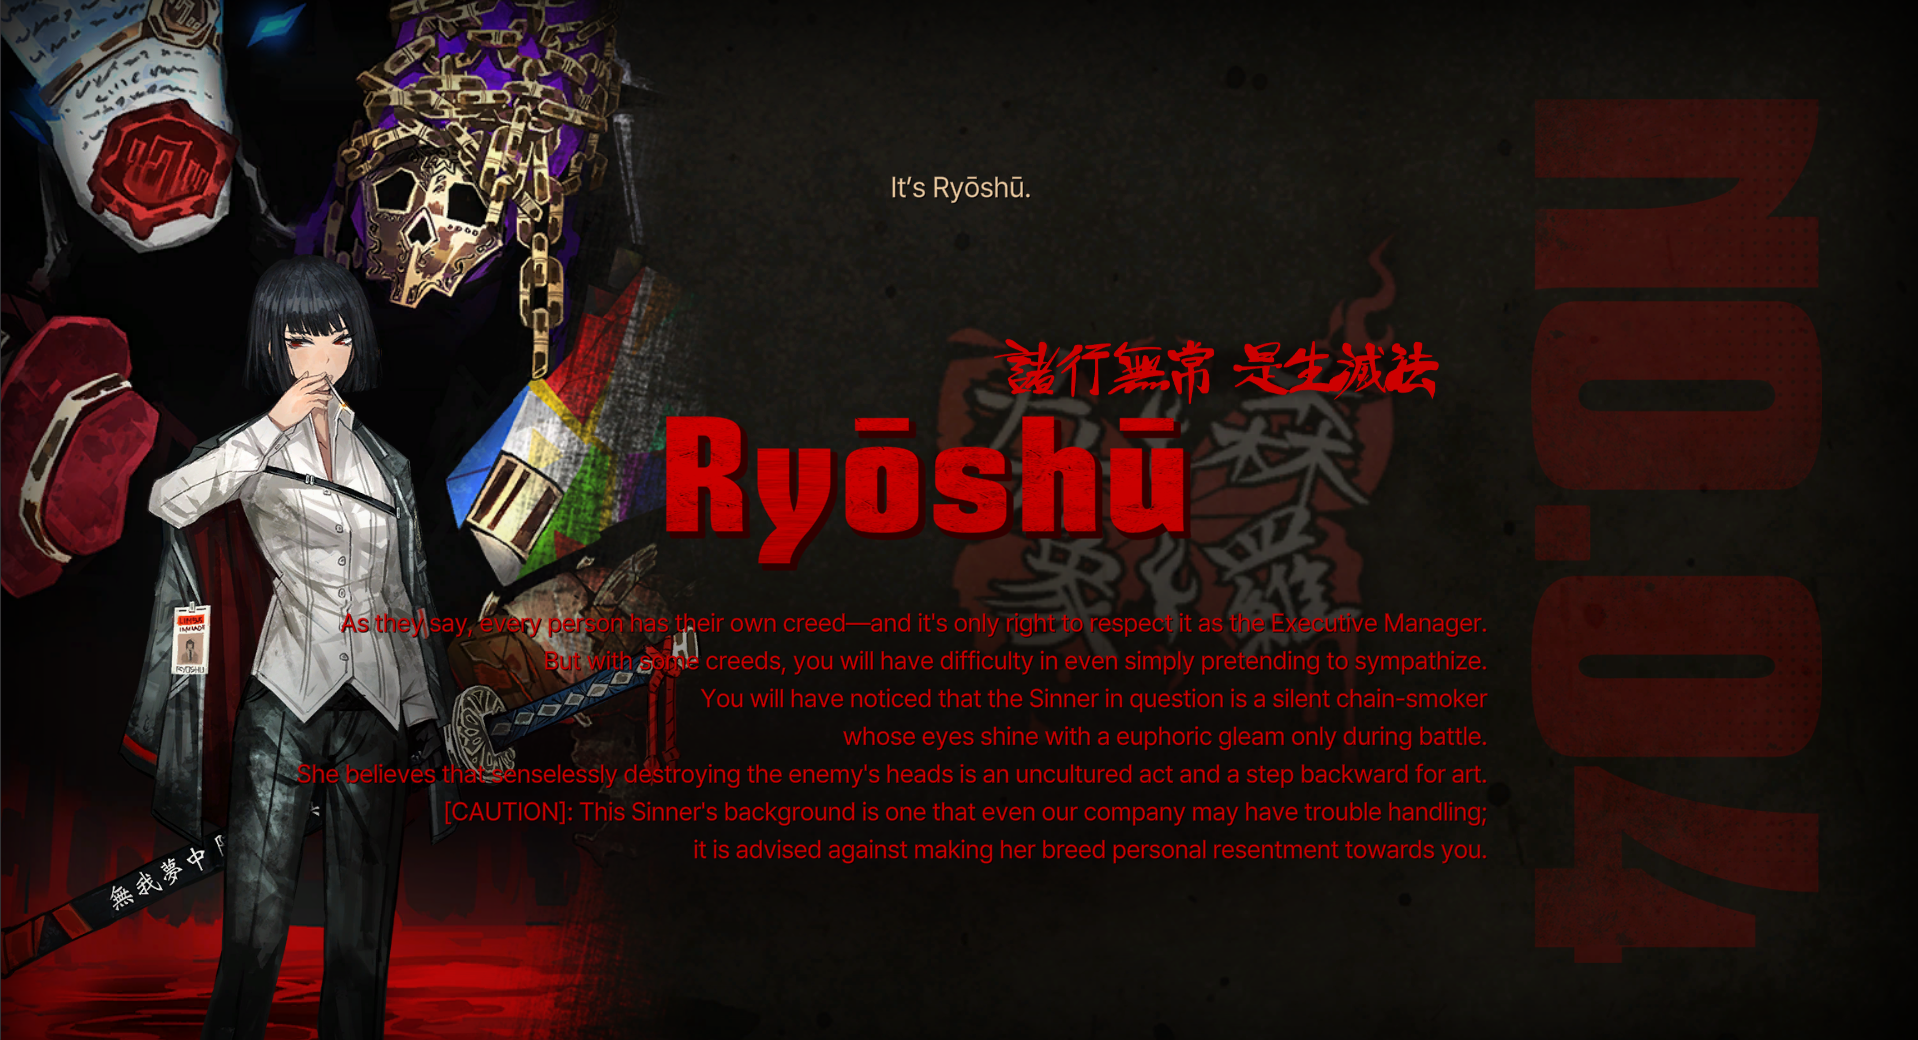 It’s Ryōshū.
諸行無常 是生滅法
Ryōshū
As they say, every person has their own creed—and it's only right to respect it as the Executive Manager.
But with some creeds, you will have difficulty in even simply pretending to sympathize.
You will have noticed that the Sinner in question is a silent chain-smoker
whose eyes shine with a euphoric gleam only during battle.
She believes that senselessly destroying the enemy's heads is an uncultured act and a step backward for art.
[CAUTION]: This Sinner's background is one that even our company may have trouble handling;
it is advised against making her breed personal resentment towards you.
NO.04
RYOSHU
無我夢中